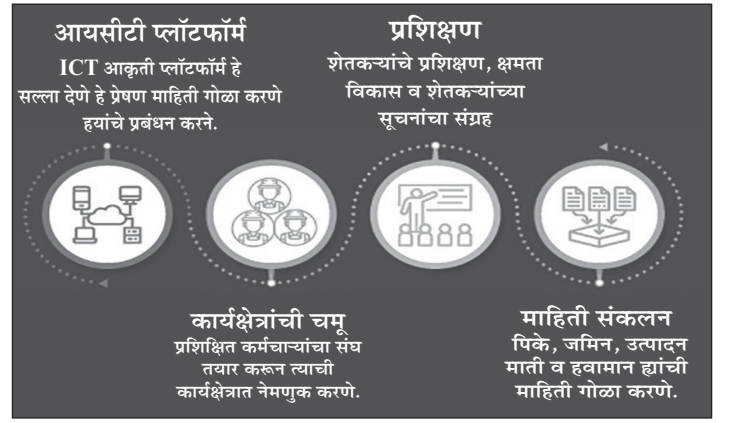 आयसीटी प्लॉटफॉर्म
ICT आकृती प्लॉटफॉर्म हे
सल्ला देणे हे प्रेषण माहिती गोळा करणे
हयांचे प्रबंधन करने.
प्रशिक्षण
शेतकऱ्यांचे प्रशिक्षण, क्षमता
विकास व शेतकऱ्यांच्या
सूचनांचा संग्रह
कार्यक्षेत्रांची चमू
प्रशिक्षित कर्मचाऱ्यांचा संघ
तयार करून त्याची
कार्यक्षेत्रात नेमणुक करणे.
माहिती संकलन
पिके, जमिन, उत्पादन
माती व हवामान ह्यांची
माहिती गोळा करणे.